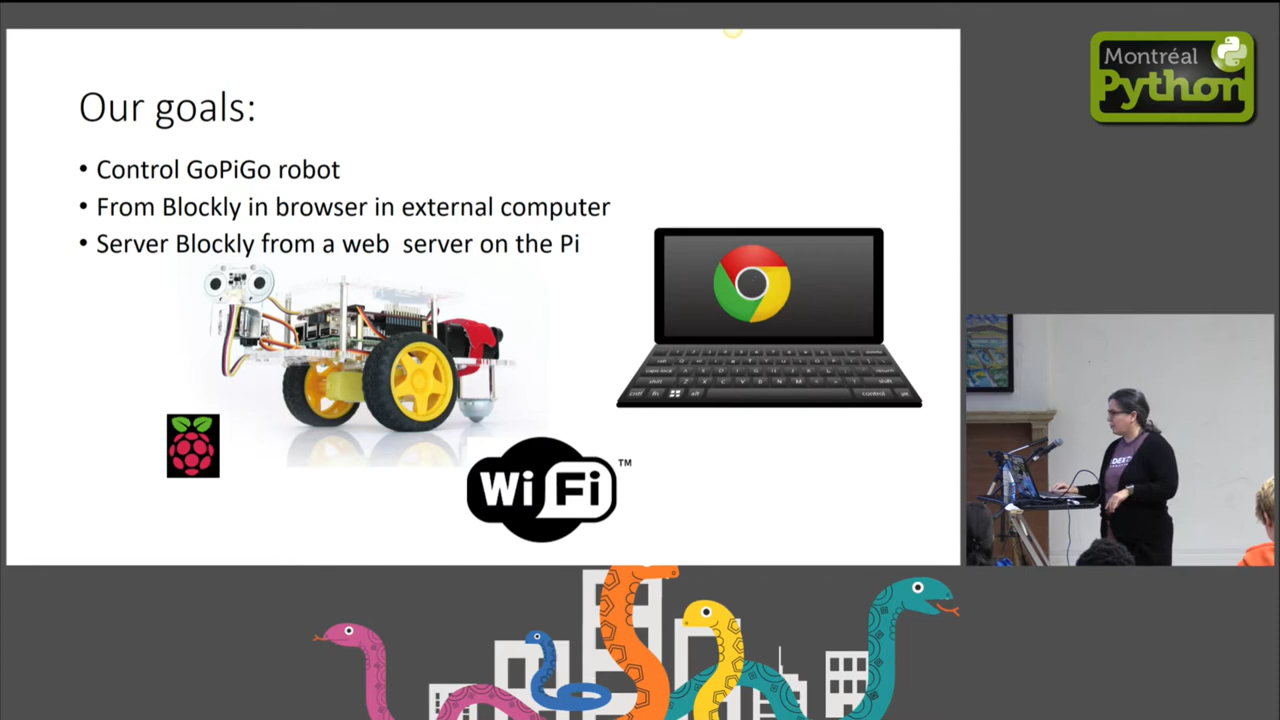 Our goals:
• Control GoPiGo robot
• From Blockly in browser in external computer
• Server Blockly from a web server on the Pi
Wi Fi ™
Montréal
Python